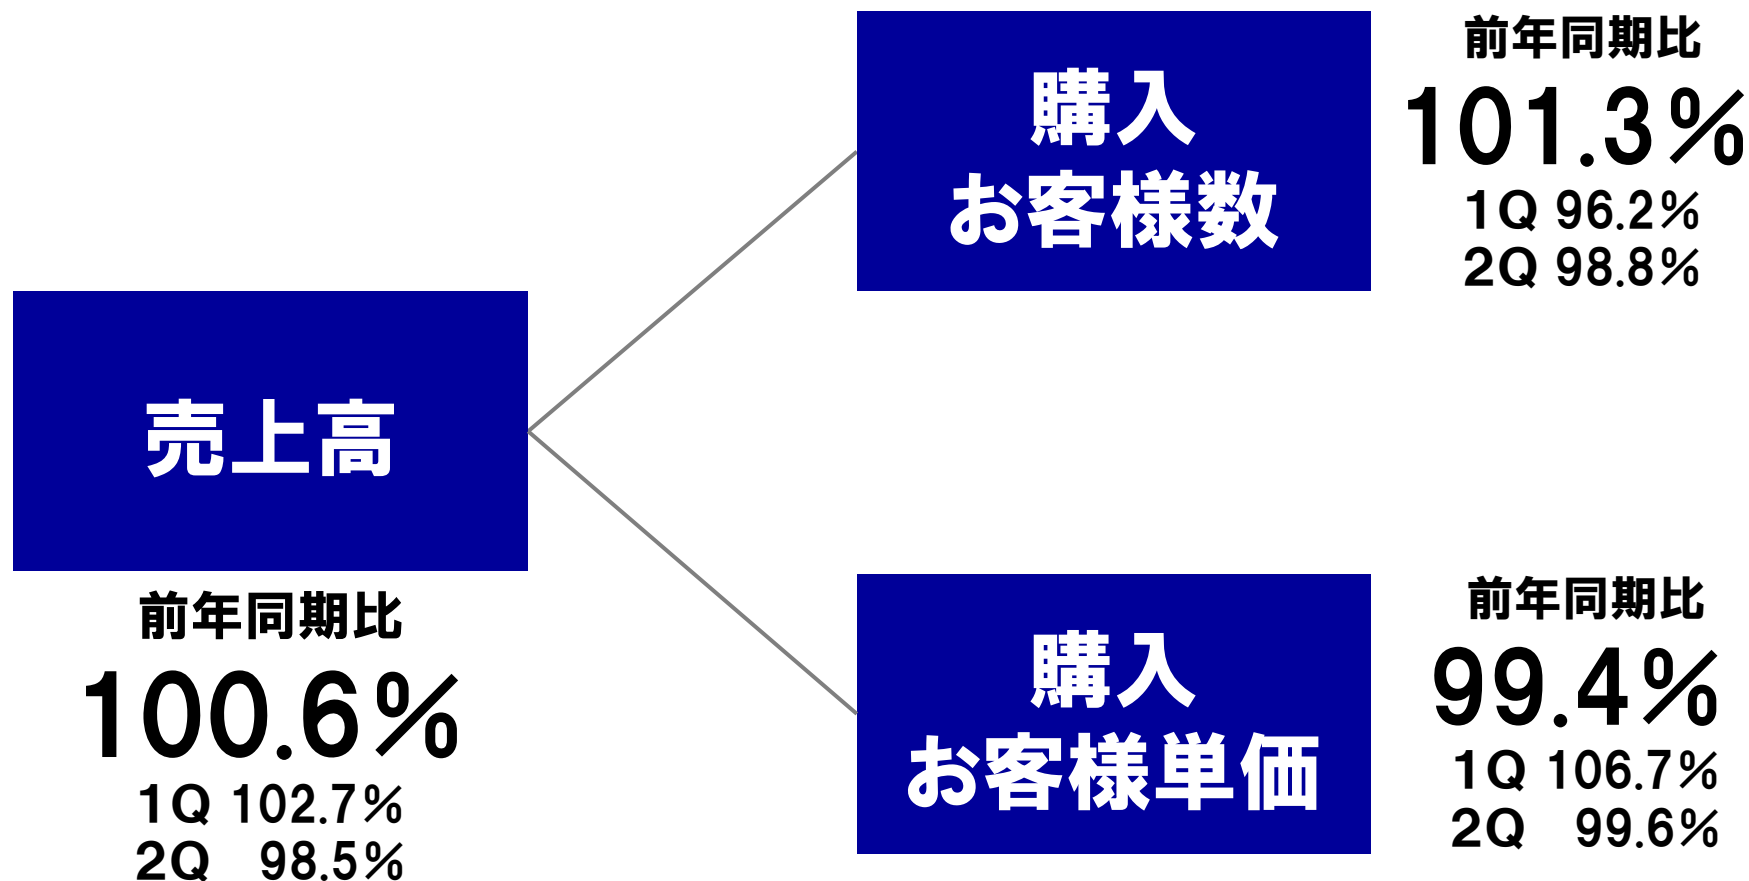 売上高
前年同期比
100.6%
1Q 102.7%
2Q 98.5%
購入
お客様数
前年同期比
101.3%
1Q 96.2%
2Q 98.8%
購入
お客様単価
前年同期比
99.4%
1Q 106.7%
2Q 99.6%